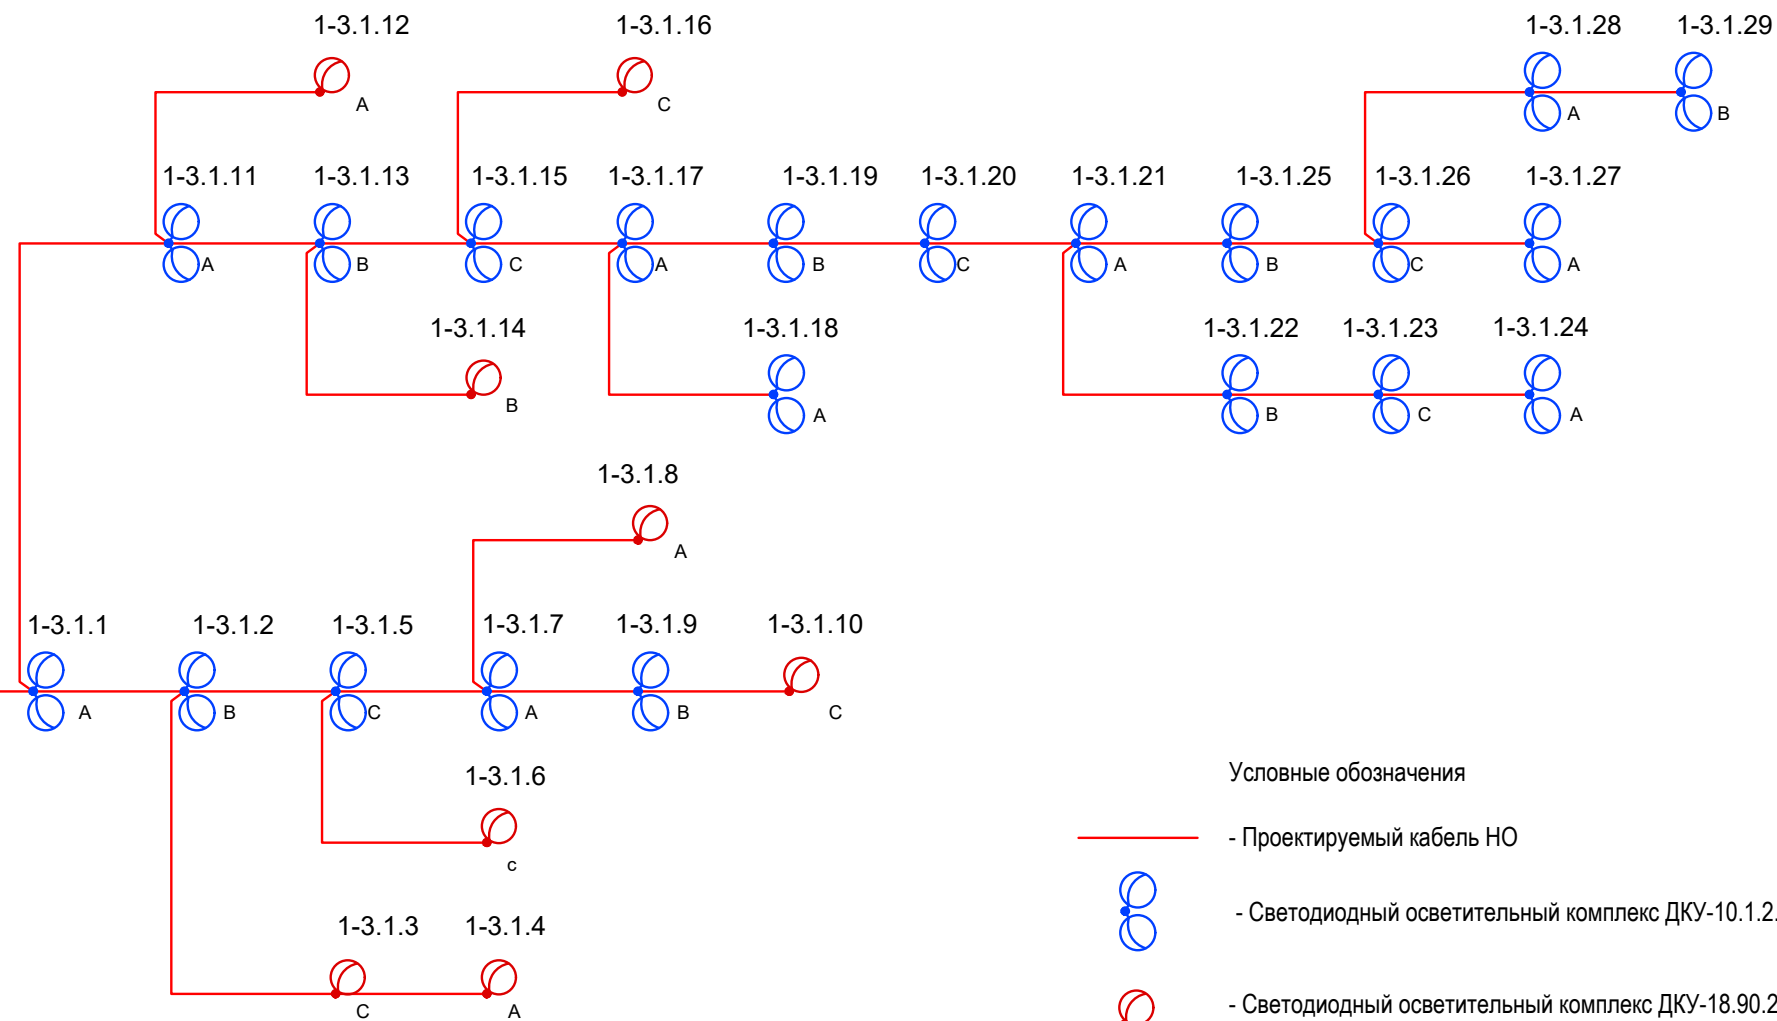 1-3.1.12 1-3.1.16 1-3.1.28 1-3.1.29
A C A B
1-3.1.11 1-3.1.13 1-3.1.15 1-3.1.17 1-3.1.19 1-3.1.20 1-3.1.21 1-3.1.25 1-3.1.26 1-3.1.27
A B C A B C A B C A
1-3.1.14 1-3.1.18 1-3.1.22 1-3.1.23 1-3.1.24
B A B C A
1-3.1.8
A
1-3.1.1 1-3.1.2 1-3.1.5 1-3.1.7 1-3.1.9 1-3.1.10
A B C A B C
1-3.1.6
с
1-3.1.3 1-3.1.4
C A
Условные обозначения
- Проектируемый кабель НО
- Светодиодный осветительный комплекс ДКУ-10.1.2.
- Светодиодный осветительный комплекс ДКУ-18.90.2